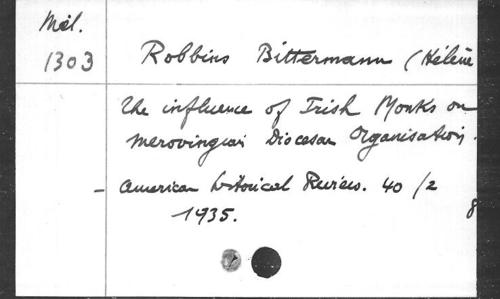 Mél.
1303
Robbins Bittermann (Hélène
The influence of Irish Monks on
Merovingian Diocesan Organisation.
- American historical Review. 40/2
1935.
8